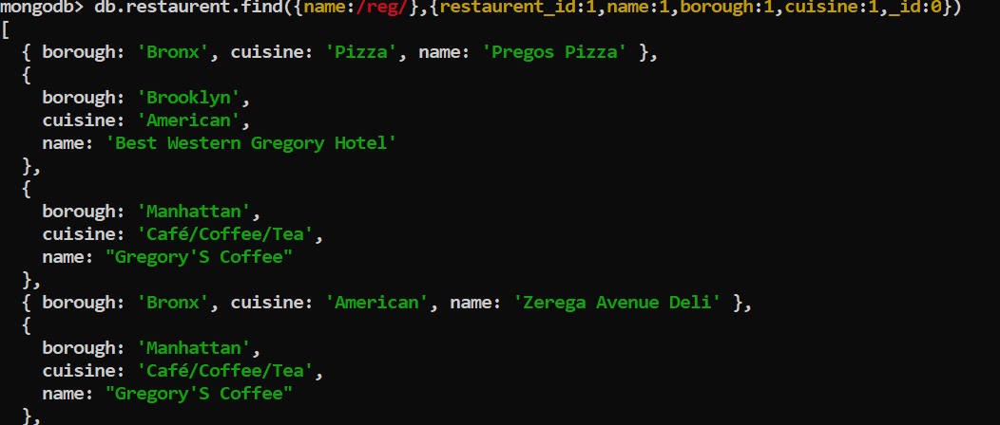 mongodb> db.restaurent.find({name:/reg/},{restaurent_id:1,name:1,borough:1,cuisine:1,_id:0})
[
  { borough: 'Bronx', cuisine: 'Pizza', name: 'Pregos Pizza' },
  {
    borough: 'Brooklyn',
    cuisine: 'American',
    name: 'Best Western Gregory Hotel'
  },
  {
    borough: 'Manhattan',
    cuisine: 'Café/Coffee/Tea',
    name: "Gregory'S Coffee"
  },
  { borough: 'Bronx', cuisine: 'American', name: 'Zerega Avenue Deli' },
  {
    borough: 'Manhattan',
    cuisine: 'Café/Coffee/Tea',
    name: "Gregory'S Coffee"
  },